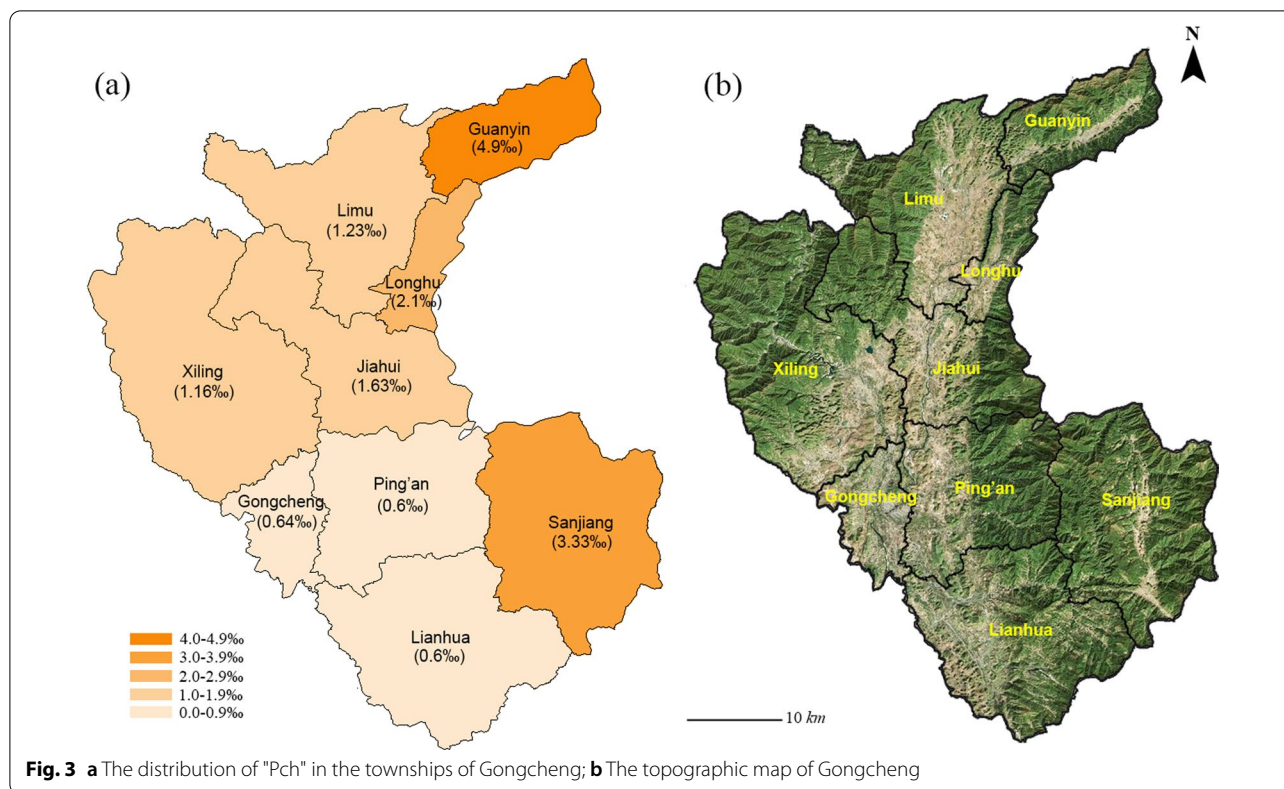 (a)
Guanyin
(4.9‰)
Limu
(1.23‰)
Longhu
(2.1‰)
Xiling
(1.16‰)
Jiahui
(1.63‰)
Gongcheng
(0.64‰)
Ping'an
(0.6‰)
Sanjiang
(3.33‰)
Lianhua
(0.6‰)
4.0-4.9‰
3.0-3.9‰
2.0-2.9‰
1.0-1.9‰
0.0-0.9‰
(b)
N
Guanyin
Limu
Longhu
Xiling
Jiahui
Gongcheng
Ping'an
Sanjiang
Lianhua
10 km
Fig. 3 a The distribution of "Pch" in the townships of Gongcheng; b The topographic map of Gongcheng